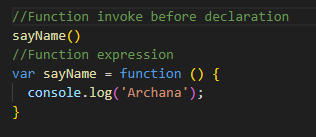 //Function invoke before declaration
sayName()
//Function expression
var sayName = function () {
  console.log('Archana');
}